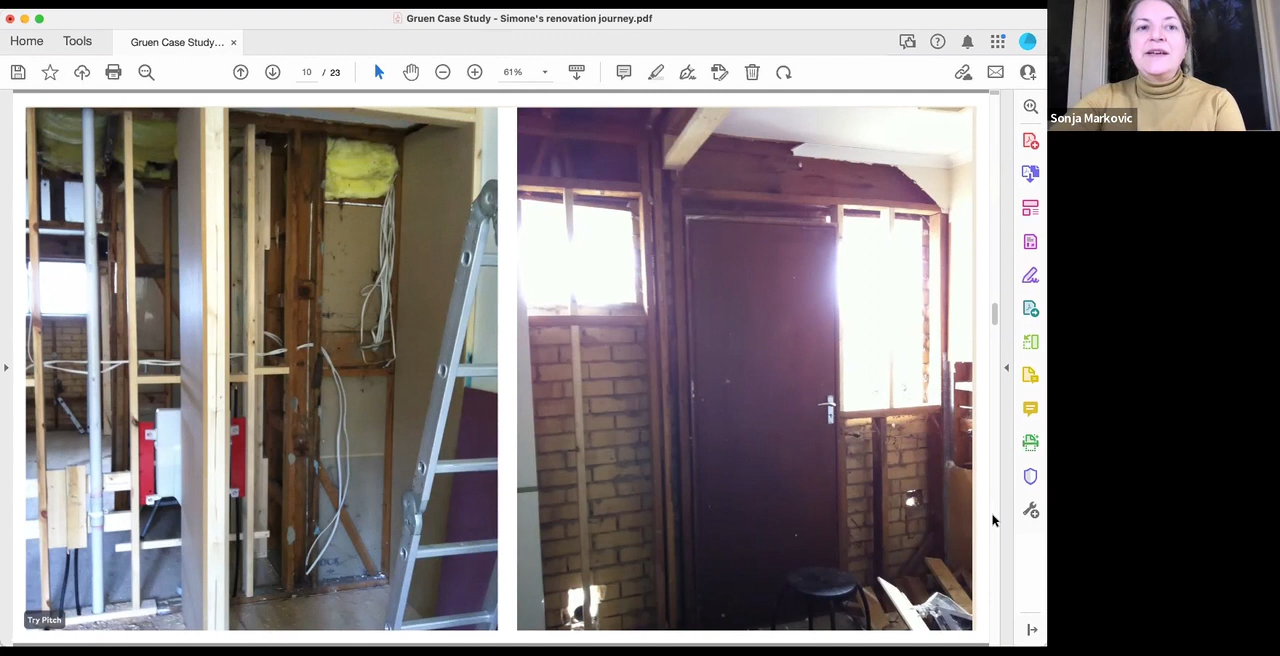 Gruen Case Study - Simone's renovation journey.pdf
Home Tools Gruen Case Study... ×
10 / 23 61%
Sonja Markovic
Try Pitch